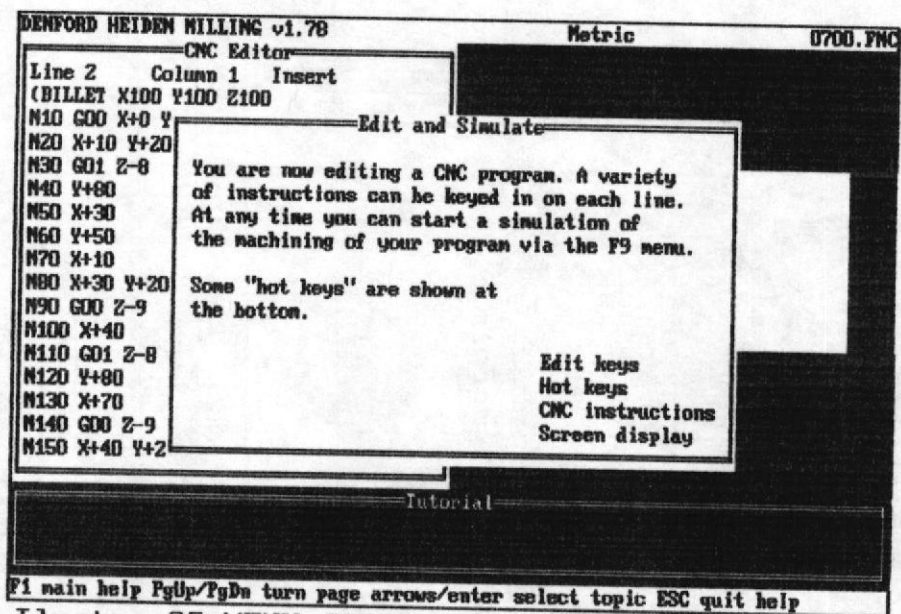 DENFORD HEIDEN MILLING v1.78 Metric 0700.FNC
CNC Editor
Line 2 Column 1 Insert
(BILLET X100 Y100 Z100
N10 G00 X+0 Y
N20 X+10 Y+20
N30 G01 Z-8
N40 Y+80
N50 X+30
N60 Y+50
N70 X+10
N80 X+30 Y+20
N90 G00 Z-9
N100 X+40
N110 G01 Z-8
N120 Y+80
N130 X+70
N140 G00 Z-9
N150 X+40 Y+2
Edit and Simulate
You are now editing a CNC program. A variety
of instructions can be keyed in on each line.
At any time you can start a simulation of
the machining of your program via the F9 menu.
Some "hot keys" are shown at
the bottom.
Edit keys
Hot keys
CNC instructions
Screen display
Tutorial
F1 main help PgUp/PgDn turn page arrows/enter select topic ESC quit help